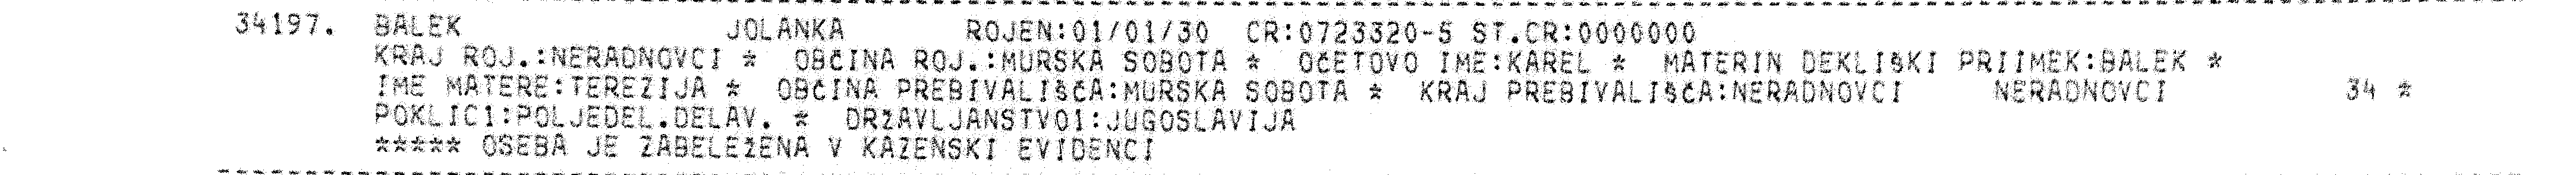 34197. BALEK JOLANKA ROJEN:01/01/30 CR:0723320-5 ST.CR:0000000
KRAJ ROJ.:NERADNOVCI * OBČINA ROJ.:MURSKA SOBOTA * OČETOVO IME:KAREL * MATERIN DEKLIŠKI PRIIMEK:BALEK *
IME MATERE:TEREZIJA * OBČINA PREBIVALIŠČA:MURSKA SOBOTA * KRAJ PREBIVALIŠČA:NERADNOVCI NERADNOVCI 34 *
POKLIC1:POLJEDEL.DELAV. * DRŽAVLJANSTVO1:JUGOSLAVIJA
***** OSEBA JE ZABELEŽENA V KAZENSKI EVIDENCI